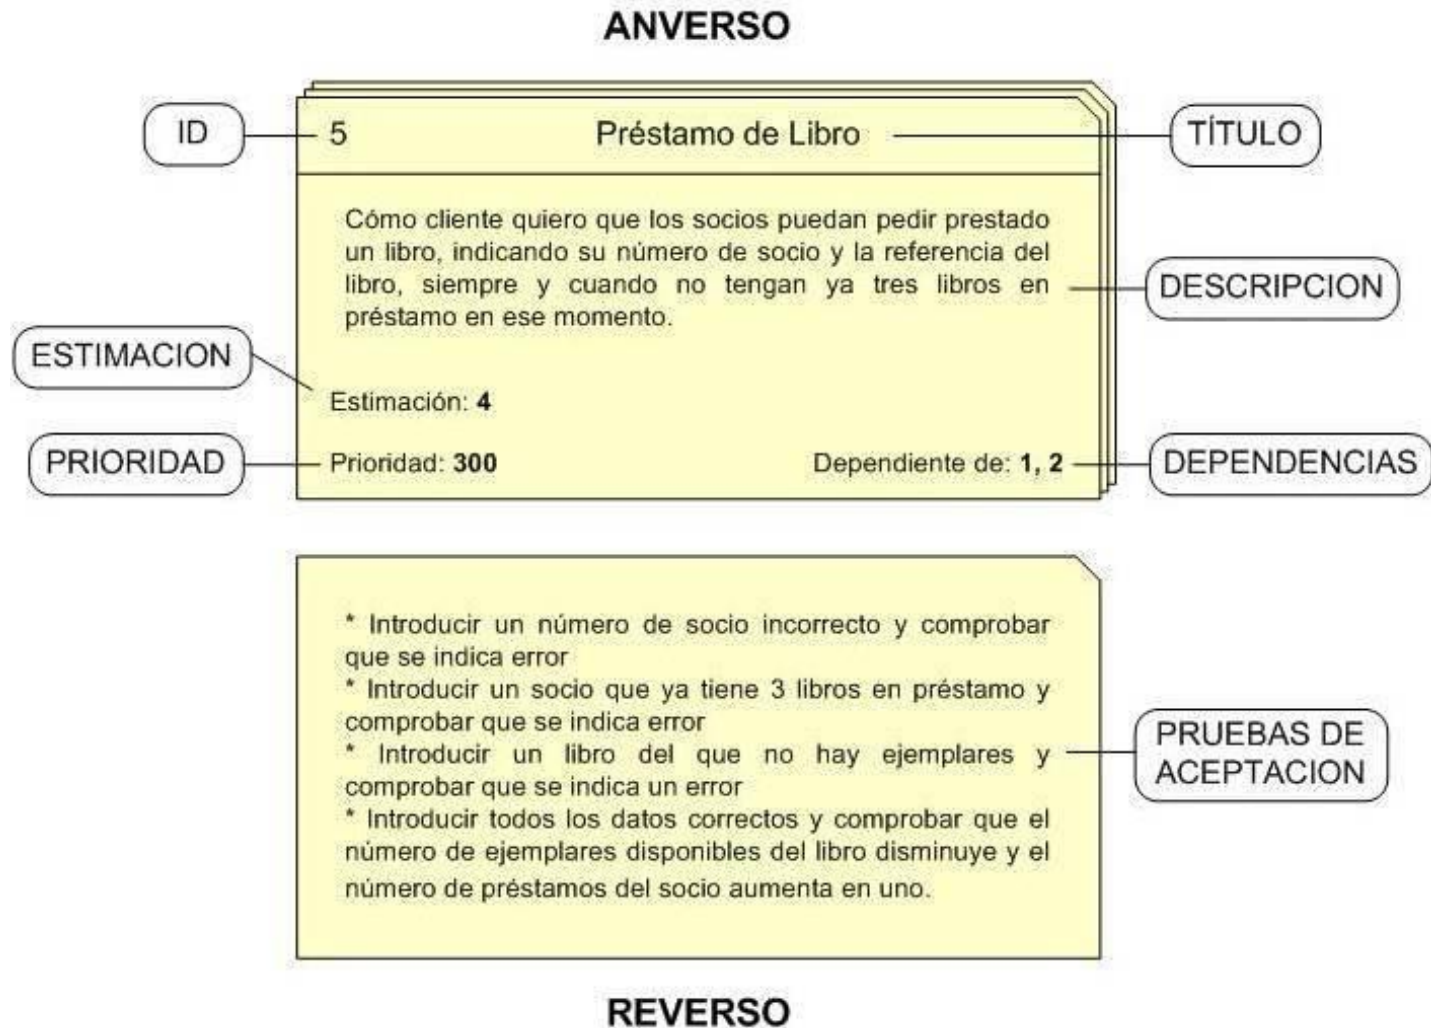 ANVERSO
ID
5
Préstamo de Libro
TÍTULO
Cómo cliente quiero que los socios puedan pedir prestado
un libro, indicando su número de socio y la referencia del
libro, siempre y cuando no tengan ya tres libros en
préstamo en ese momento.
DESCRIPCION
ESTIMACION
Estimación: 4
PRIORIDAD
Prioridad: 300
Dependiente de: 1, 2
DEPENDENCIAS
* Introducir un número de socio incorrecto y comprobar
que se indica error
* Introducir un socio que ya tiene 3 libros en préstamo y
comprobar que se indica error
* Introducir un libro del que no hay ejemplares y
comprobar que se indica un error
* Introducir todos los datos correctos y comprobar que el
número de ejemplares disponibles del libro disminuye y el
número de préstamos del socio aumenta en uno.
PRUEBAS DE
ACEPTACION
REVERSO